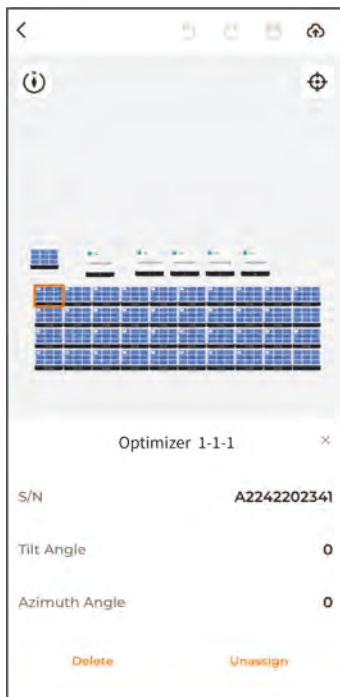 Optimizer 1-1-1 ×
S/N A2242202341
Tilt Angle 0
Azimuth Angle 0
Delete Unassign